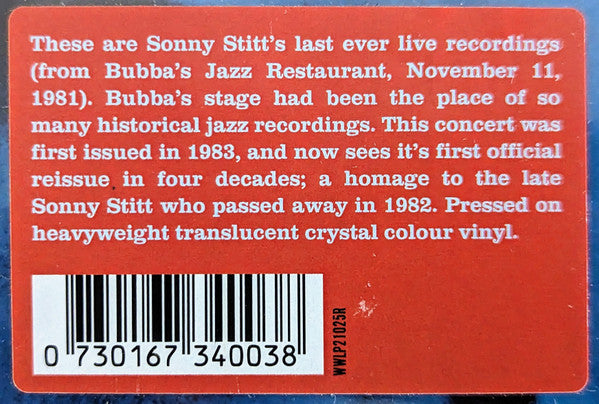 These are Sonny Stitt's last ever live recordings
(from Bubba's Jazz Restaurant, November 11,
1981). Bubba's stage had been the place of so
many historical jazz recordings. This concert was
first issued in 1983, and now sees it's first official
reissue in four decades; a homage to the late
Sonny Stitt who passed away in 1982. Pressed on
heavyweight translucent crystal colour vinyl.
0 730167 340038
WWLP21025R